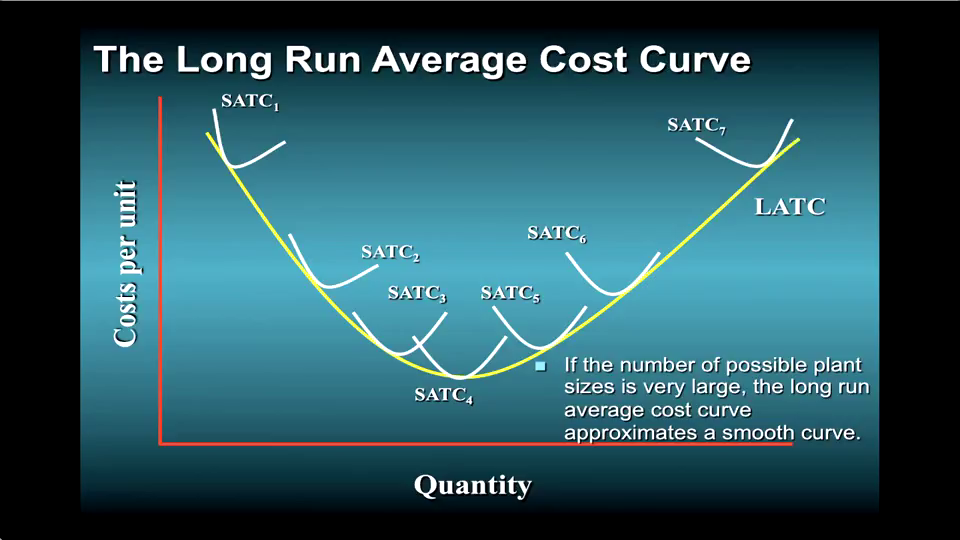 The Long Run Average Cost Curve
SATC₁
SATC₇
LATC
SATC₆
SATC₂
SATC₃
SATC₅
Costs per unit
If the number of possible plant
sizes is very large, the long run
average cost curve
approximates a smooth curve.
SATC₄
Quantity